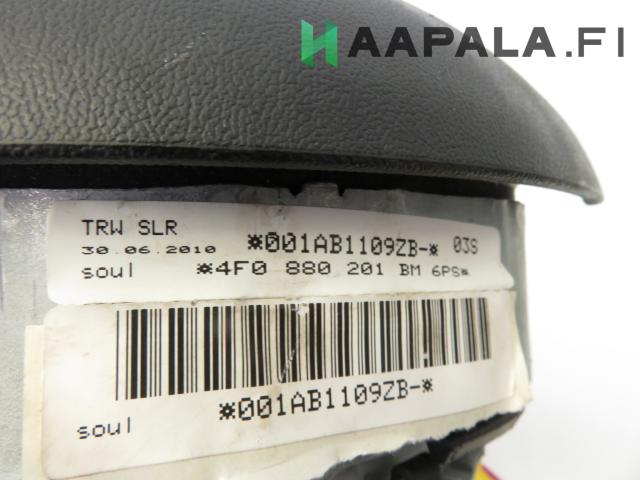 HAAPALA.FI
TRW SLR *001AB1109ZB-* 03S
30.06.2010
soul *4F0 880 201 BM 6PS*
*001AB1109ZB-*
soul